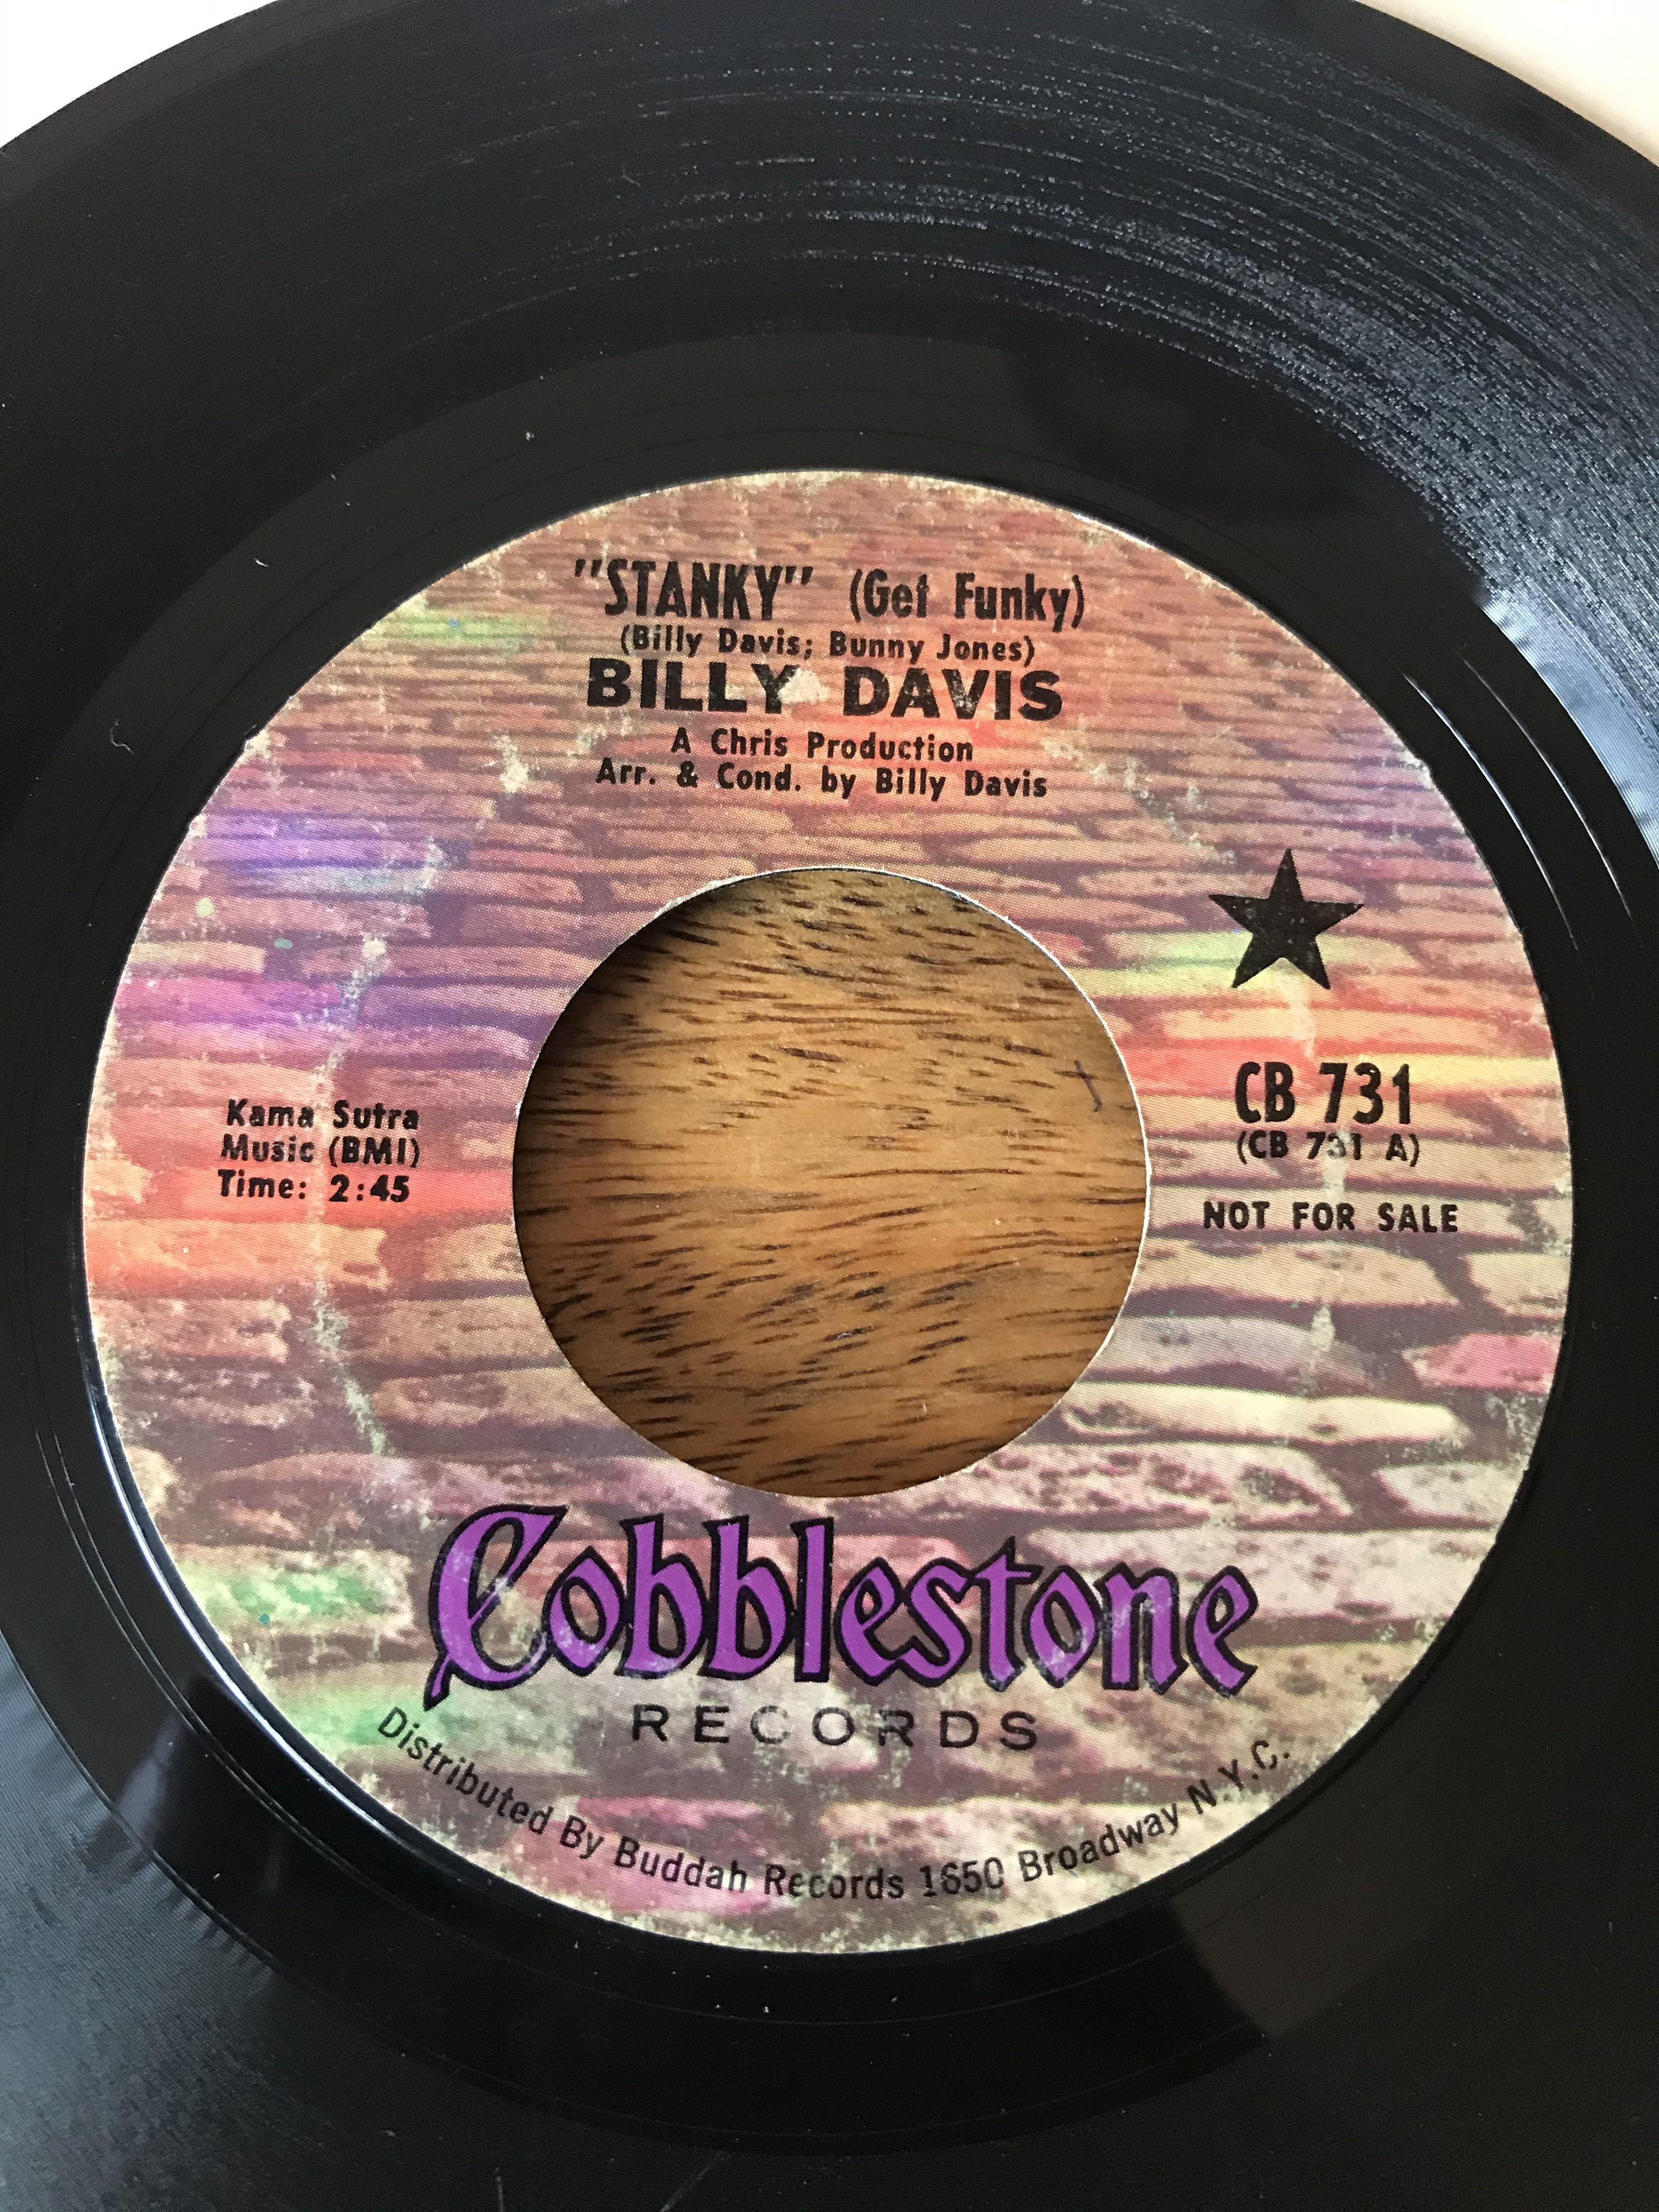 "STANKY" (Get Funky)
(Billy Davis; Bunny Jones)
BILLY DAVIS
A Chris Production
Arr. & Cond. by Billy Davis
Kama Sutra
Music (BMI)
Time: 2:45
CB 731
(CB 731 A)
NOT FOR SALE
Cobblestone
RECORDS
Distributed By Buddah Records 1650 Broadway N.Y.C.